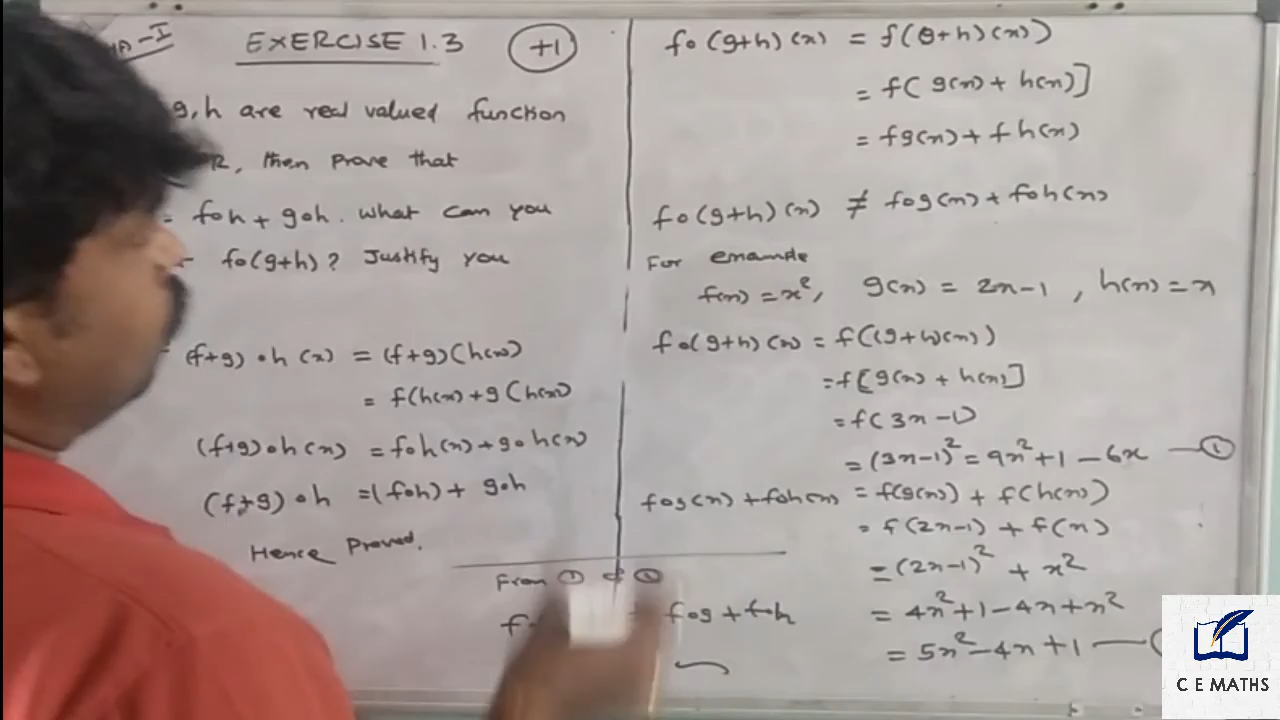 -I
EXERCISE 1.3 +1
g, h are real valued function
R, then prove that
= foh + goh. What can you
fo(g+h)? Justify you
(f+g)∘h (x) = (f+g)(h(x))
= f(h(x) + g(h(x))
(f+g)∘h(x) = foh(x) + goh(x)
(f+g)∘h = (foh) + goh
Hence Proved.
From ① & ②
fog + foh
fo(g+h)(x) = f(g+h)(x))
= f( g(x) + h(x)]
= fg(x) + fh(x)
fo(g+h)(x) ≠ fog(x) + foh(x)
For example
f(x) = x², g(x) = 2x-1, h(x) = x
fo(g+h)(x) = f((g+h)(x))
= f[g(x) + h(x)]
= f(3x-1)
= (3x-1)² = 9x²+1-6x —①
fog(x) + foh(x) = f(g(x)) + f(h(x))
= f(2x-1) + f(x)
= (2x-1)² + x²
= 4x²+1-4x+x²
= 5x²-4x+1 —
C E MATHS